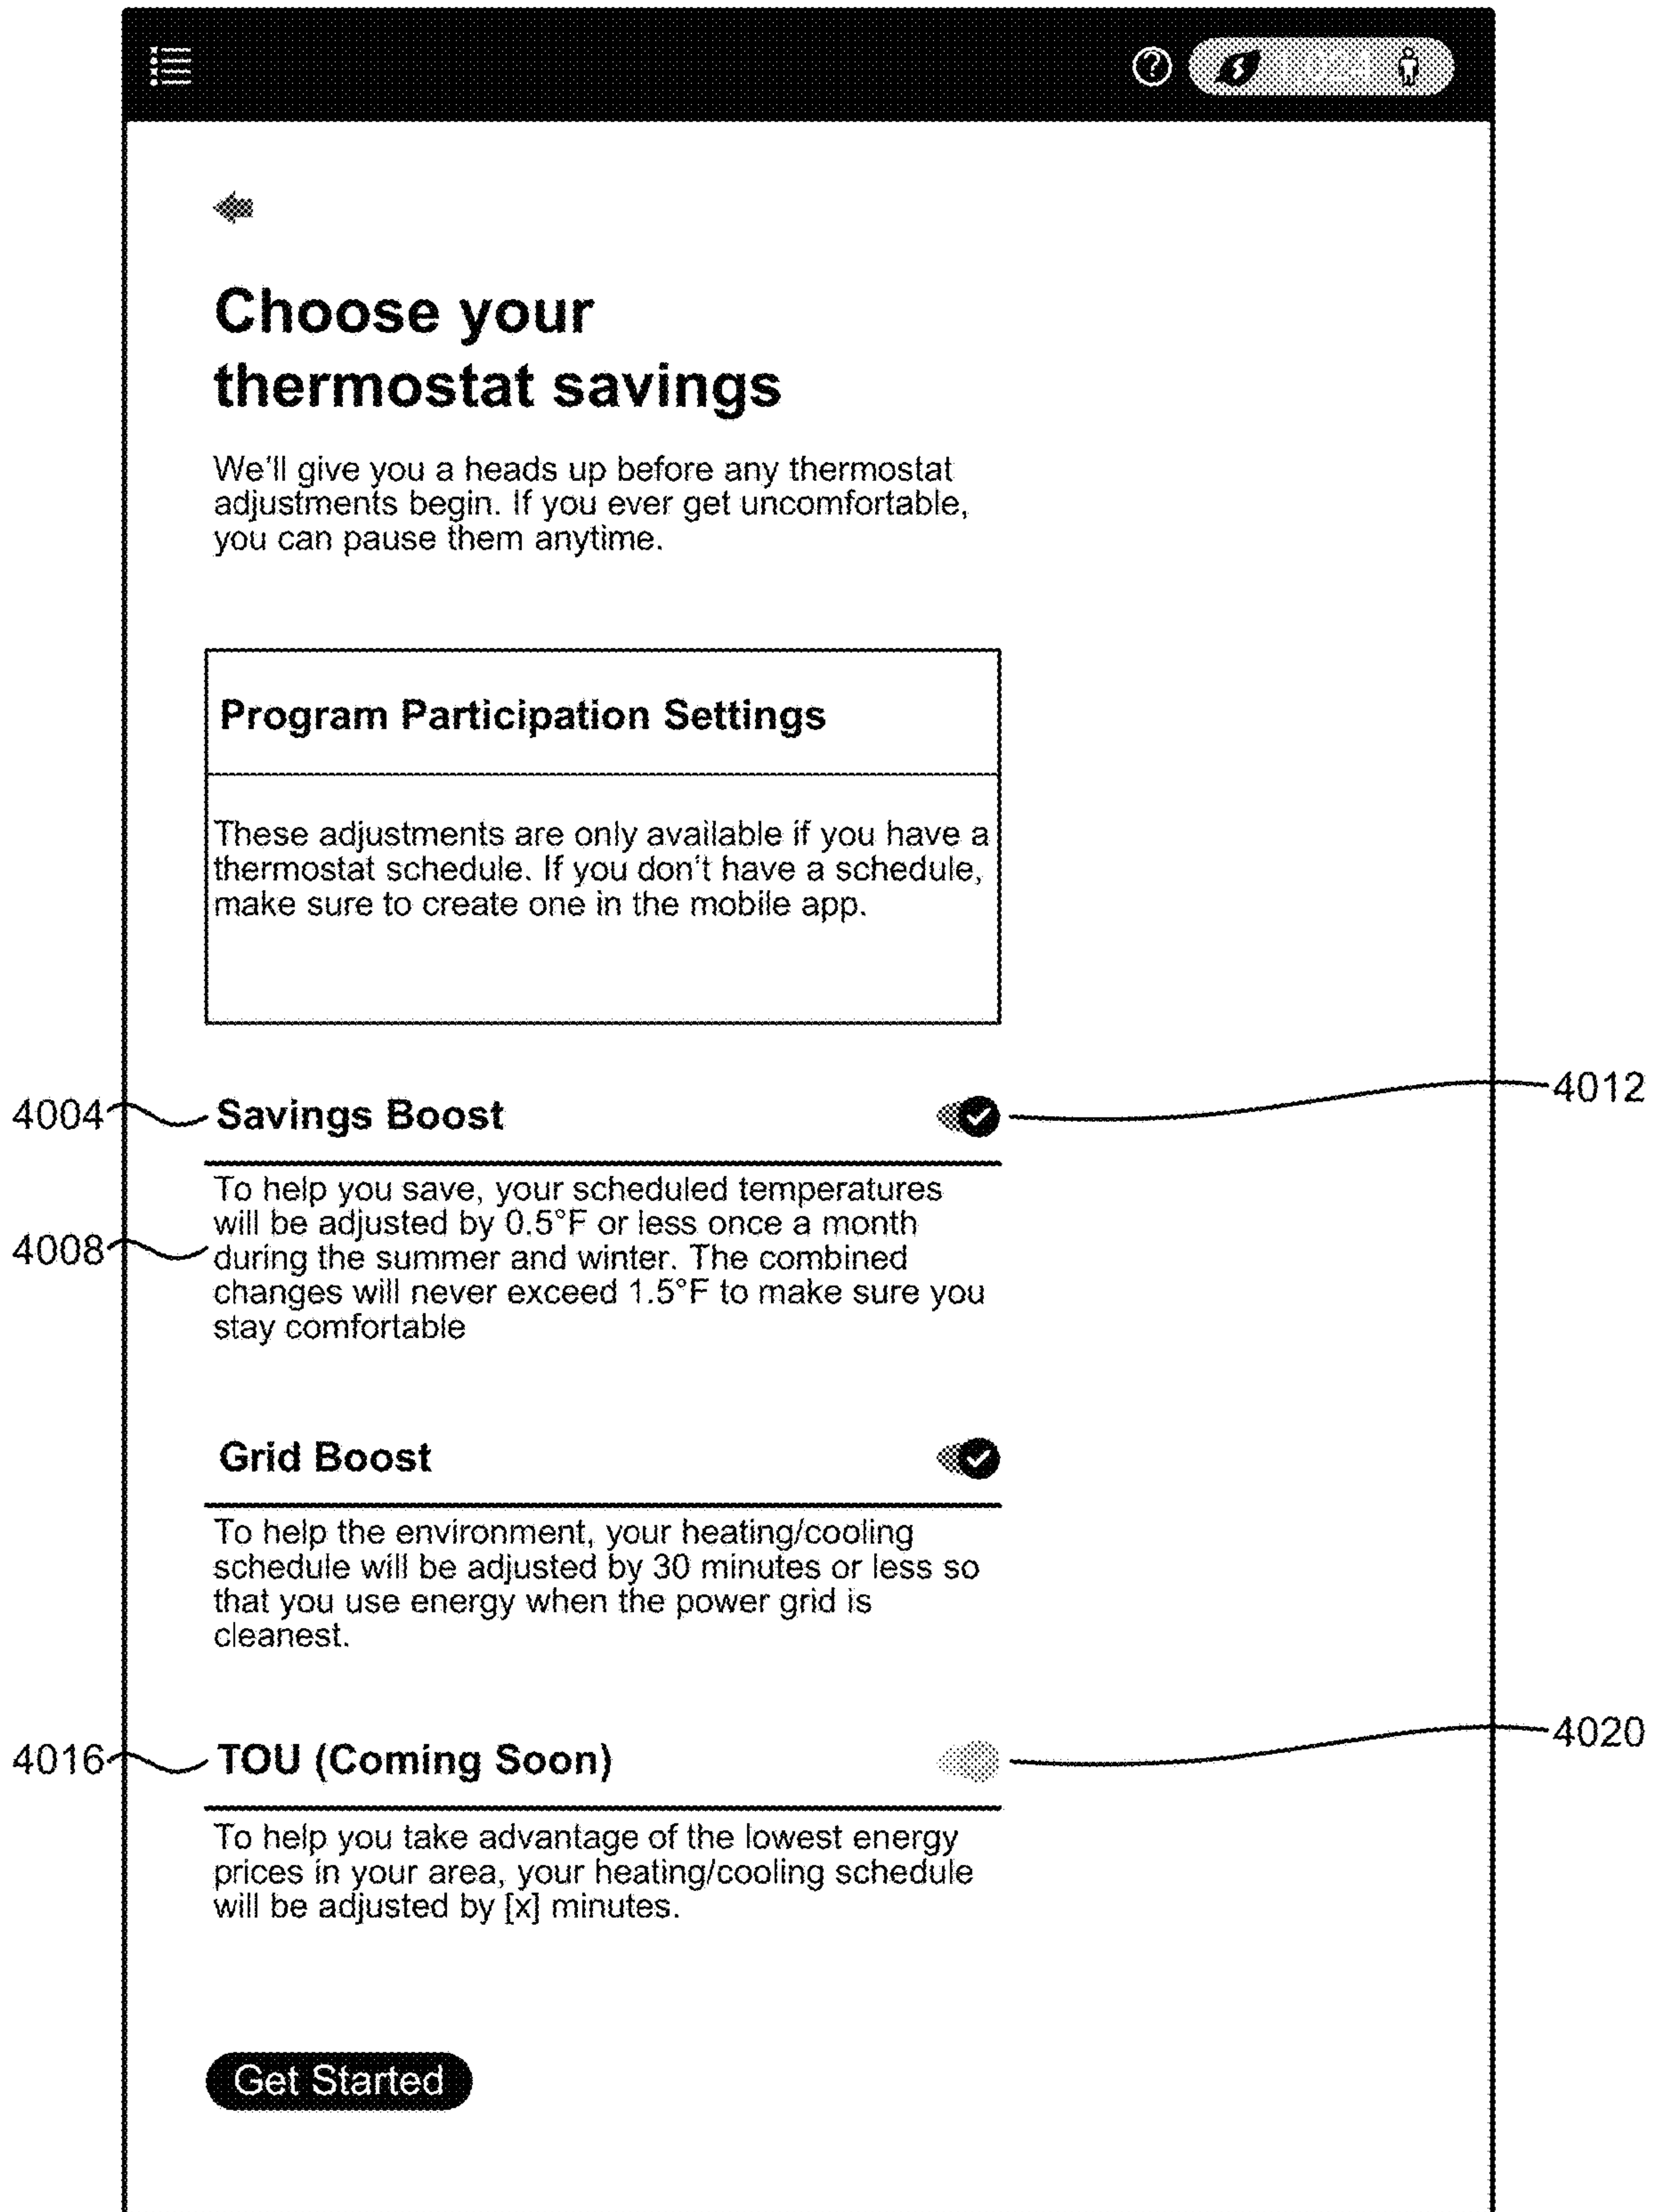 ?
Choose your
thermostat savings
We'll give you a heads up before any thermostat
adjustments begin. If you ever get uncomfortable,
you can pause them anytime.
Program Participation Settings
These adjustments are only available if you have a
thermostat schedule. If you don't have a schedule,
make sure to create one in the mobile app.
4004
Savings Boost
4012
To help you save, your scheduled temperatures
will be adjusted by 0.5°F or less once a month
4008
during the summer and winter. The combined
changes will never exceed 1.5°F to make sure you
stay comfortable
Grid Boost
To help the environment, your heating/cooling
schedule will be adjusted by 30 minutes or less so
that you use energy when the power grid is
cleanest.
4016
TOU (Coming Soon)
4020
To help you take advantage of the lowest energy
prices in your area, your heating/cooling schedule
will be adjusted by [x] minutes.
Get Started